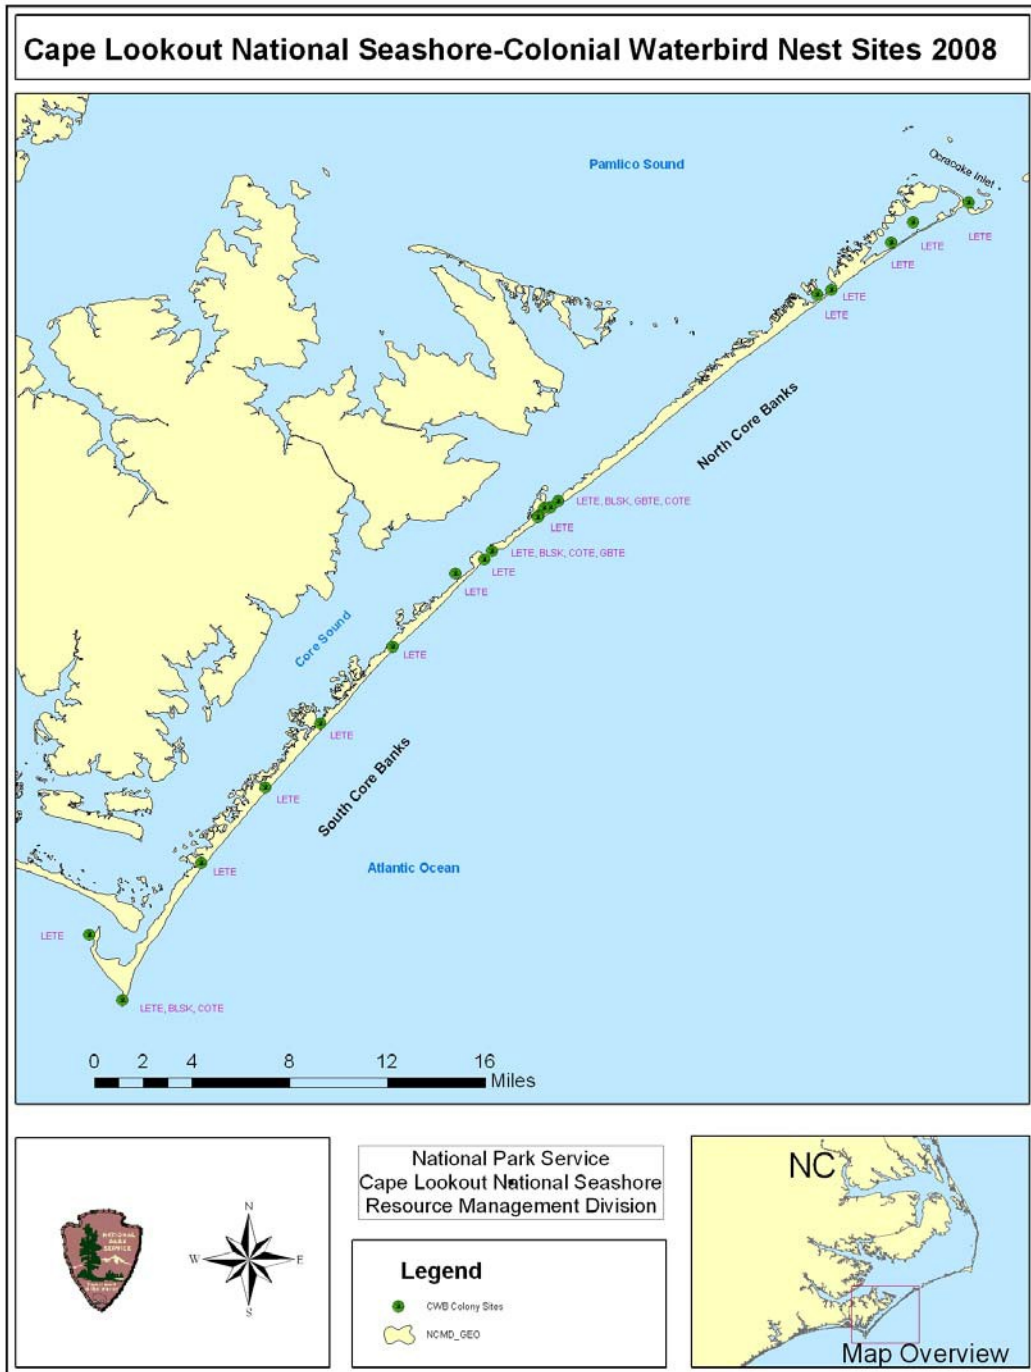 Cape Lookout National Seashore-Colonial Waterbird Nest Sites 2008
Pamlico Sound
Ocracoke Inlet
LETE
LETE
LETE
LETE
LETE
North Core Banks
LETE, BLSK, GBTE, COTE
LETE
LETE, BLSK, COTE, GBTE
LETE
LETE
Core Sound
LETE
LETE
South Core Banks
LETE
Atlantic Ocean
LETE
LETE
LETE, BLSK, COTE
0 2 4 8 12 16
Miles
N
W E
S
NATIONAL
PARK
SERVICE
National Park Service
Cape Lookout National Seashore
Resource Management Division
Legend
CWB Colony Sites
NCMD_GEO
NC
Map Overview